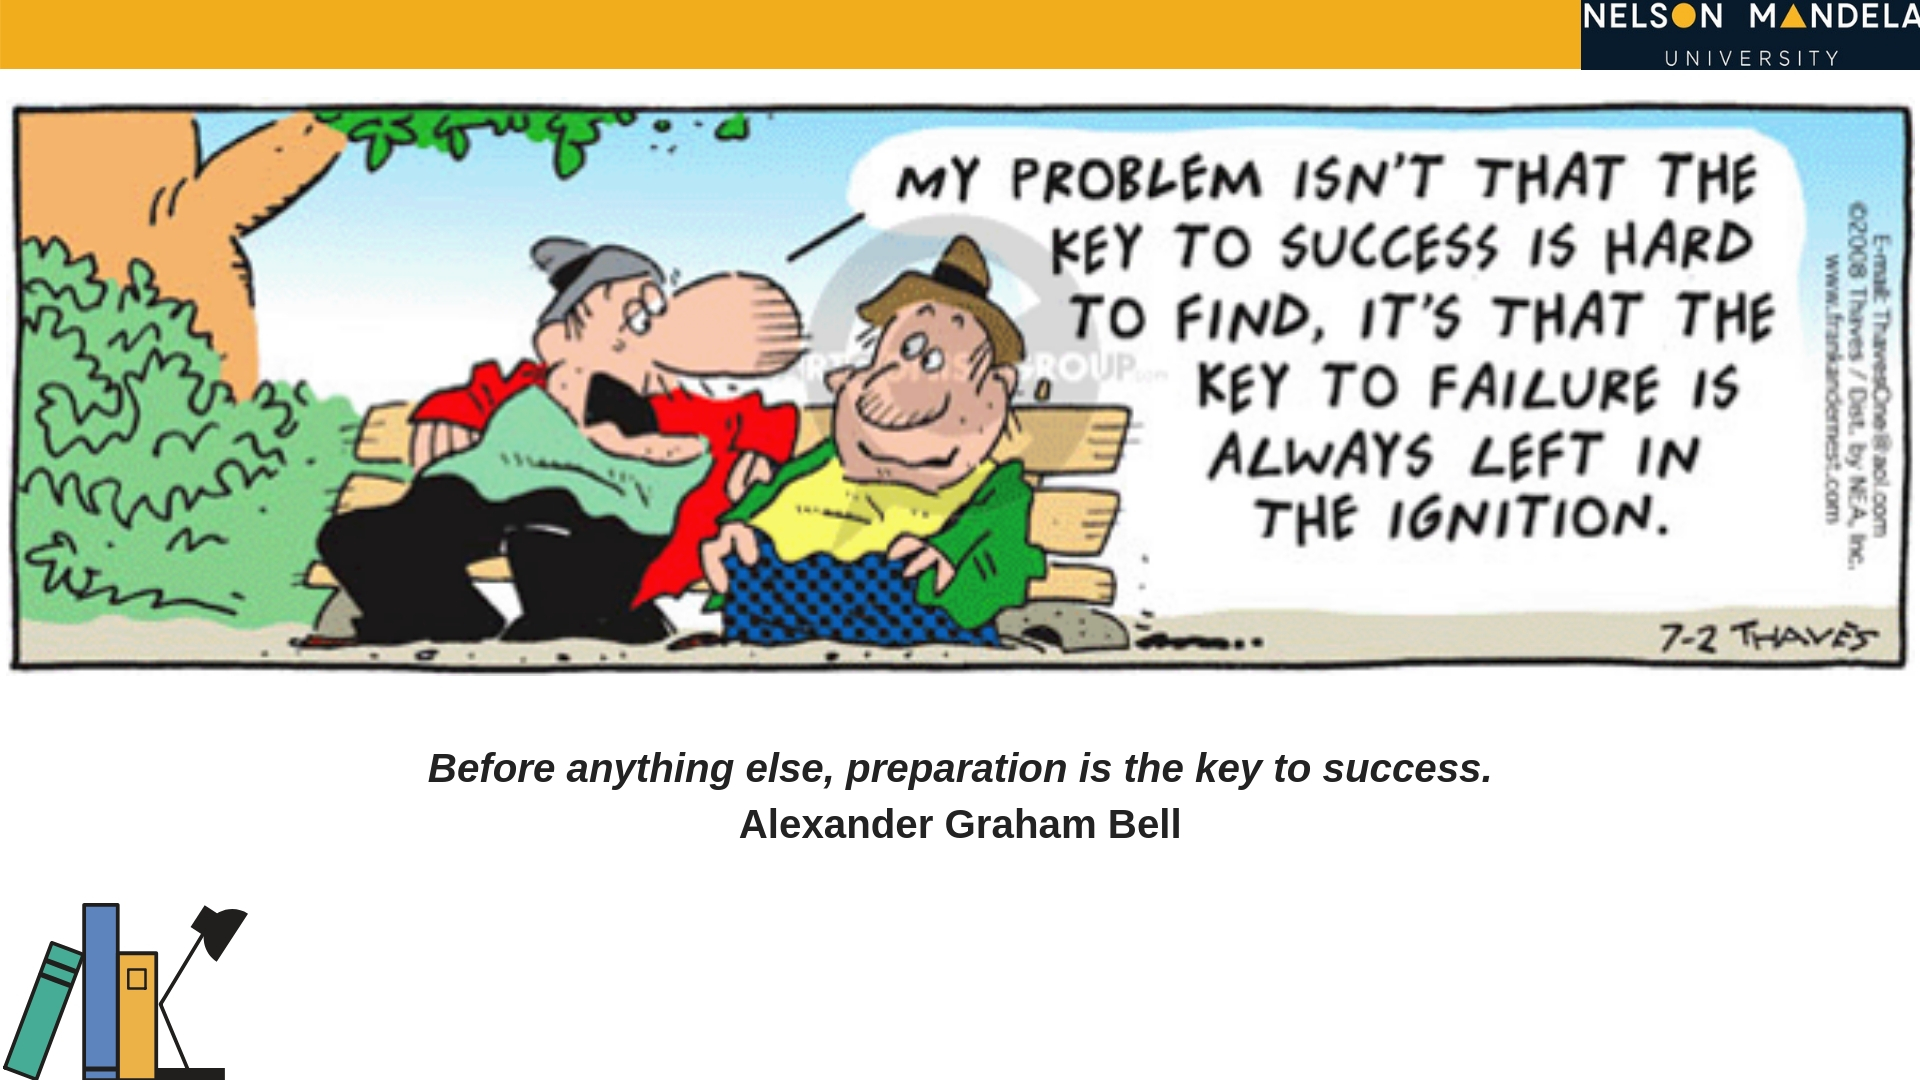 NELSON MANDELA
UNIVERSITY
MY PROBLEM ISN'T THAT THE
KEY TO SUCCESS IS HARD
TO FIND, IT'S THAT THE
KEY TO FAILURE IS
ALWAYS LEFT IN
THE IGNITION.
E-mail: ThavesOne@aol.com
©2008 Thaves / Dist. by NEA, Inc.
www.frankandernest.com
GROUP.com
7-2 THAVES
Before anything else, preparation is the key to success.
Alexander Graham Bell